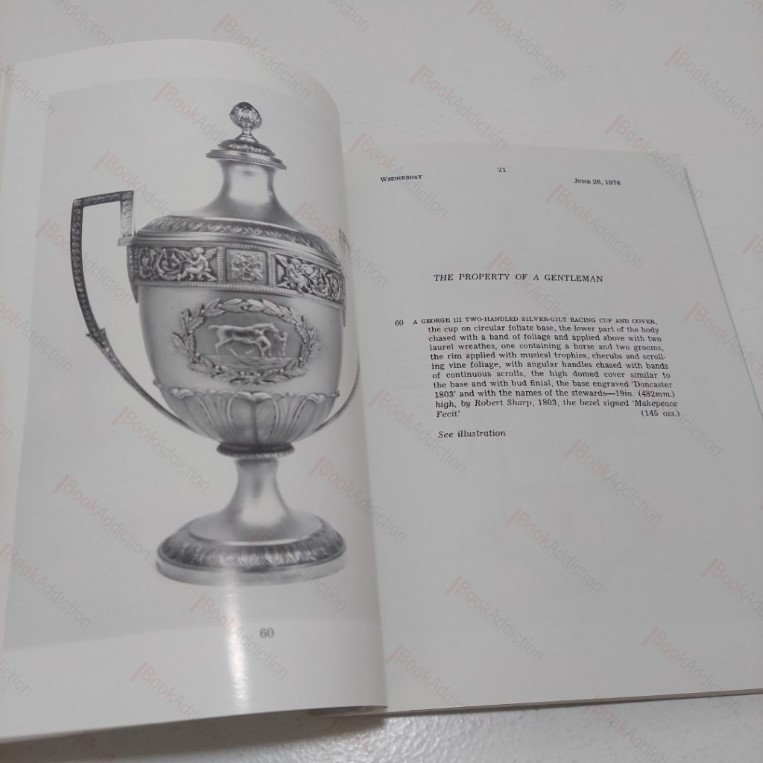 60
WEDNESDAY
21
JUNE 26, 1974
THE PROPERTY OF A GENTLEMAN
60 A GEORGE III TWO-HANDLED SILVER-GILT RACING CUP AND COVER,
the cup on circular foliate base, the lower part of the body
chased with a band of foliage and applied above with two
laurel wreathes, one containing a horse and two grooms,
the rim applied with musical trophies, cherubs and scroll-
ing vine foliage, with angular handles chased with bands
of continuous scrolls, the high domed cover similar to
the base and with bud finial, the base engraved 'Doncaster
1803' and with the names of the stewards—19in. (482mm.)
high, by Robert Sharp, 1803, the bezel signed 'Makepeace
Fecit' (145 ozs.)
See illustration
BookAddiction